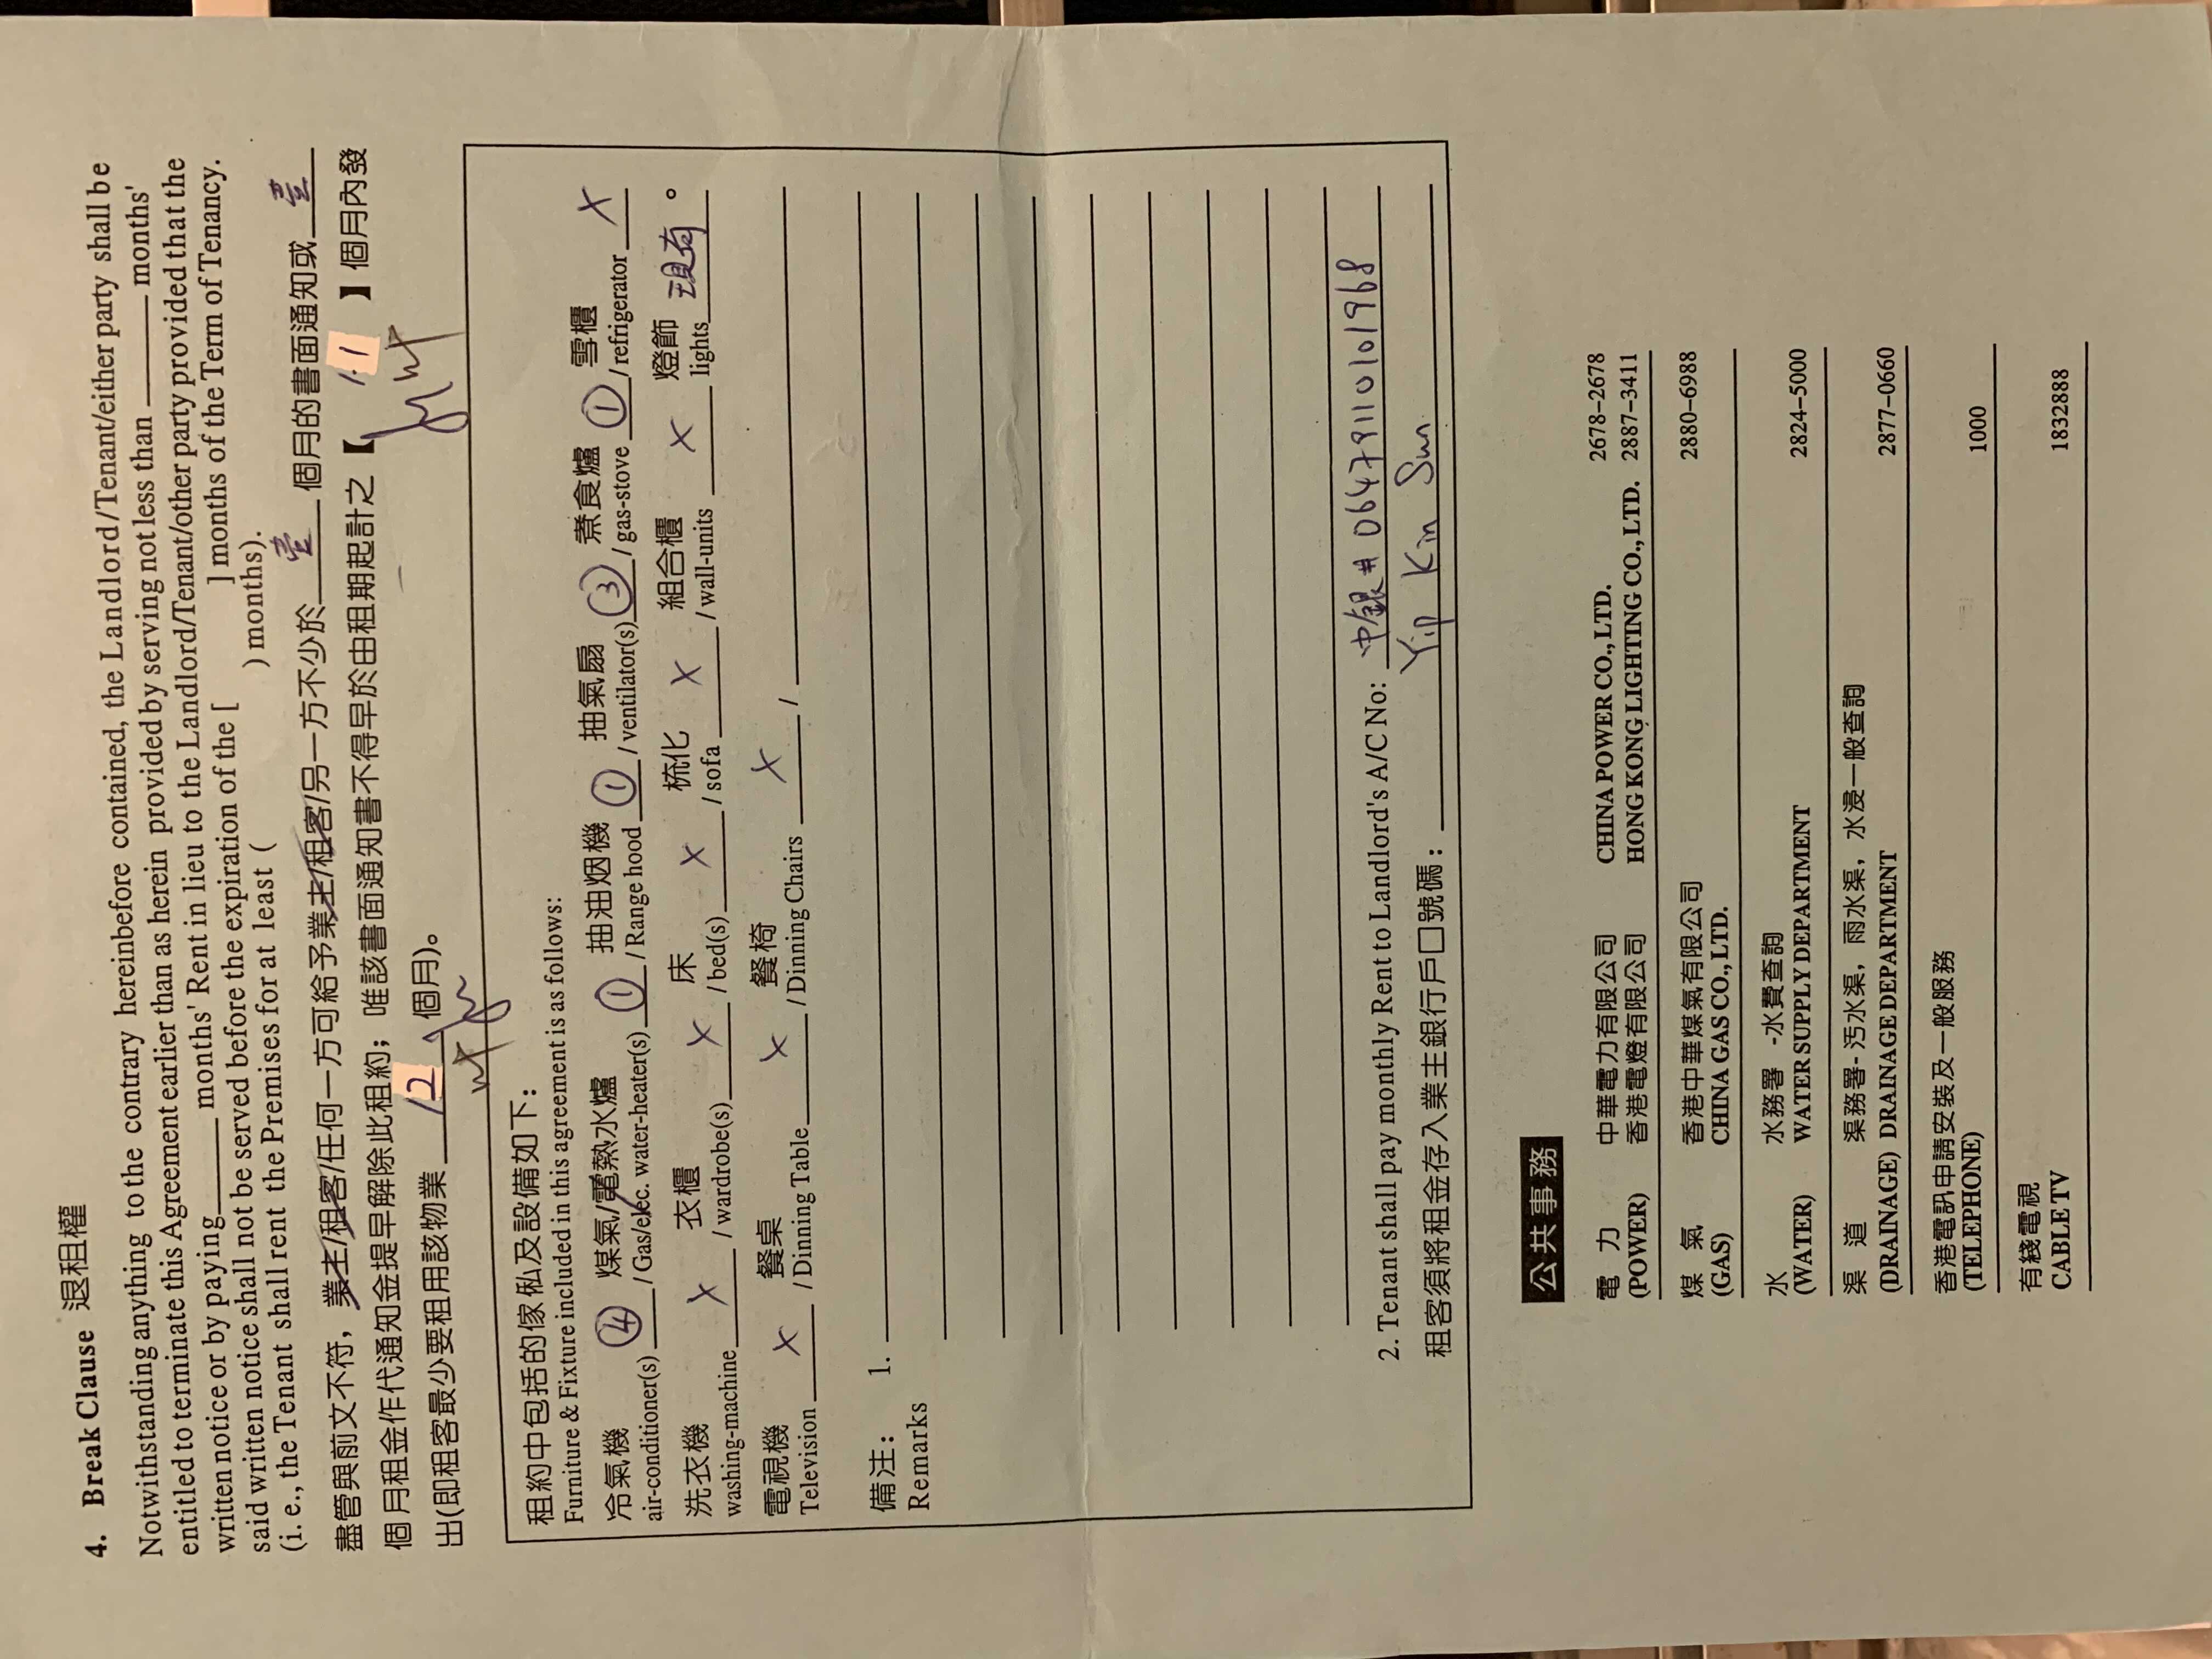 4. Break Clause 退租權
Notwithstanding anything to the contrary hereinbefore contained, the Landlord/Tenant/either party shall be
entitled to terminate this Agreement earlier than as herein provided by serving not less than ____ months'
written notice or by paying ____ months' Rent in lieu to the Landlord/Tenant/other party provided that the
said written notice shall not be served before the expiration of the [ ] months of the Term of Tenancy.
(i. e., the Tenant shall rent the Premises for at least ( ) months).
盡管與前文不符，業主/租客/任何一方可給予業主/租客/另一方不少於 壹 個月的書面通知或 壹
個月租金作代通知金提早解除此租約；唯該書面通知書不得早於由租期起計之【 11 】個月內發
出(即租客最少要租用該物業 12 個月)。
租約中包括的傢俬及設備如下：
Furniture & Fixture included in this agreement is as follows:
冷氣機 ④ 煤氣/電熱水爐 ① 抽油烟機 ① 抽氣扇 ③ 煮食爐 ① 雪櫃 X
air-conditioner(s) / Gas/elec. water-heater(s) / Range hood / ventilator(s) / gas-stove / refrigerator
洗衣機 X 衣櫃 X 床 X 梳化 X 組合櫃 X 燈飾 現有。
washing-machine / wardrobe(s) / bed(s) / sofa / wall-units lights
電視機 X 餐桌 X 餐椅 X
Television / Dinning Table / Dinning Chairs /
備注： 1.
Remarks
2. Tenant shall pay monthly Rent to Landlord's A/C No: 中銀 # 06479110101968
租客須將租金存入業主銀行戶口號碼： Yip Kin Sun
公共事務
電 力 中華電力有限公司 CHINA POWER CO., LTD. 2678-2678
(POWER) 香港電燈有限公司 HONG KONG LIGHTING CO., LTD. 2887-3411
煤 氣 香港中華煤氣有限公司 2880-6988
(GAS) CHINA GAS CO., LTD.
水 水務署 -水費查詢
(WATER) WATER SUPPLY DEPARTMENT 2824-5000
渠 道 渠務署-污水渠，雨水渠，水浸一般查詢
(DRAINAGE) DRAINAGE DEPARTMENT 2877-0660
香港電訊申請安裝及一般服務
(TELEPHONE) 1000
有綫電視
CABLE TV 1832888